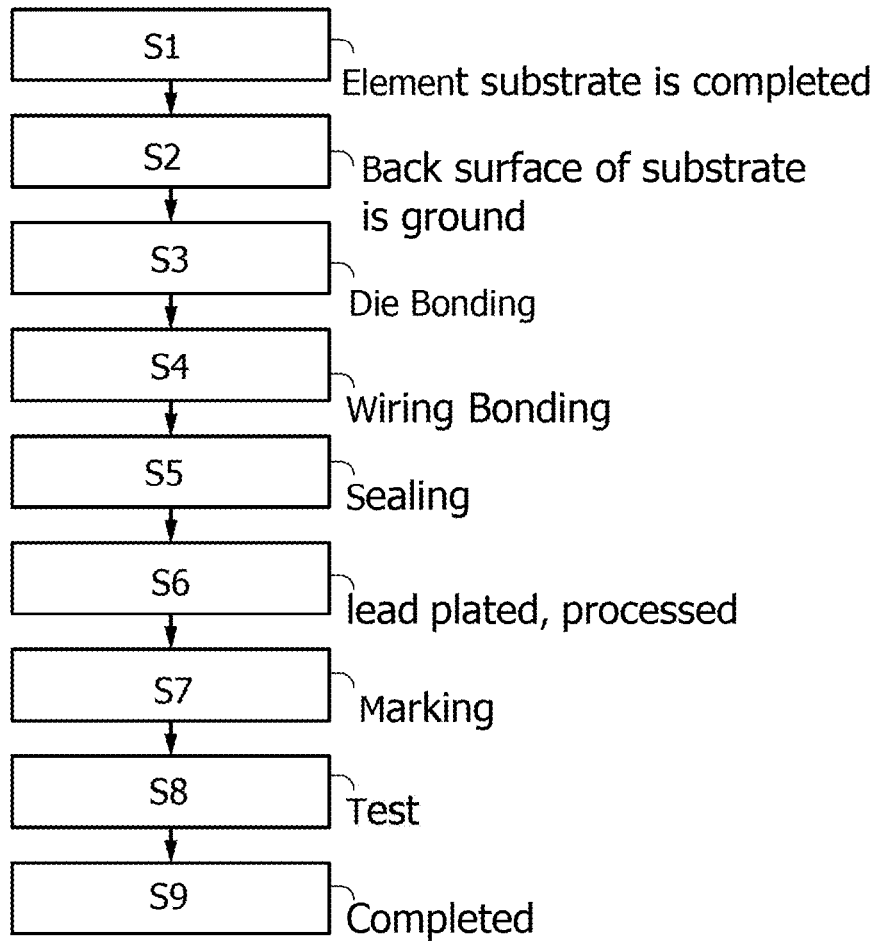 S1
Element substrate is completed
S2
Back surface of substrate
is ground
S3
Die Bonding
S4
Wiring Bonding
S5
Sealing
S6
lead plated, processed
S7
Marking
S8
Test
S9
Completed